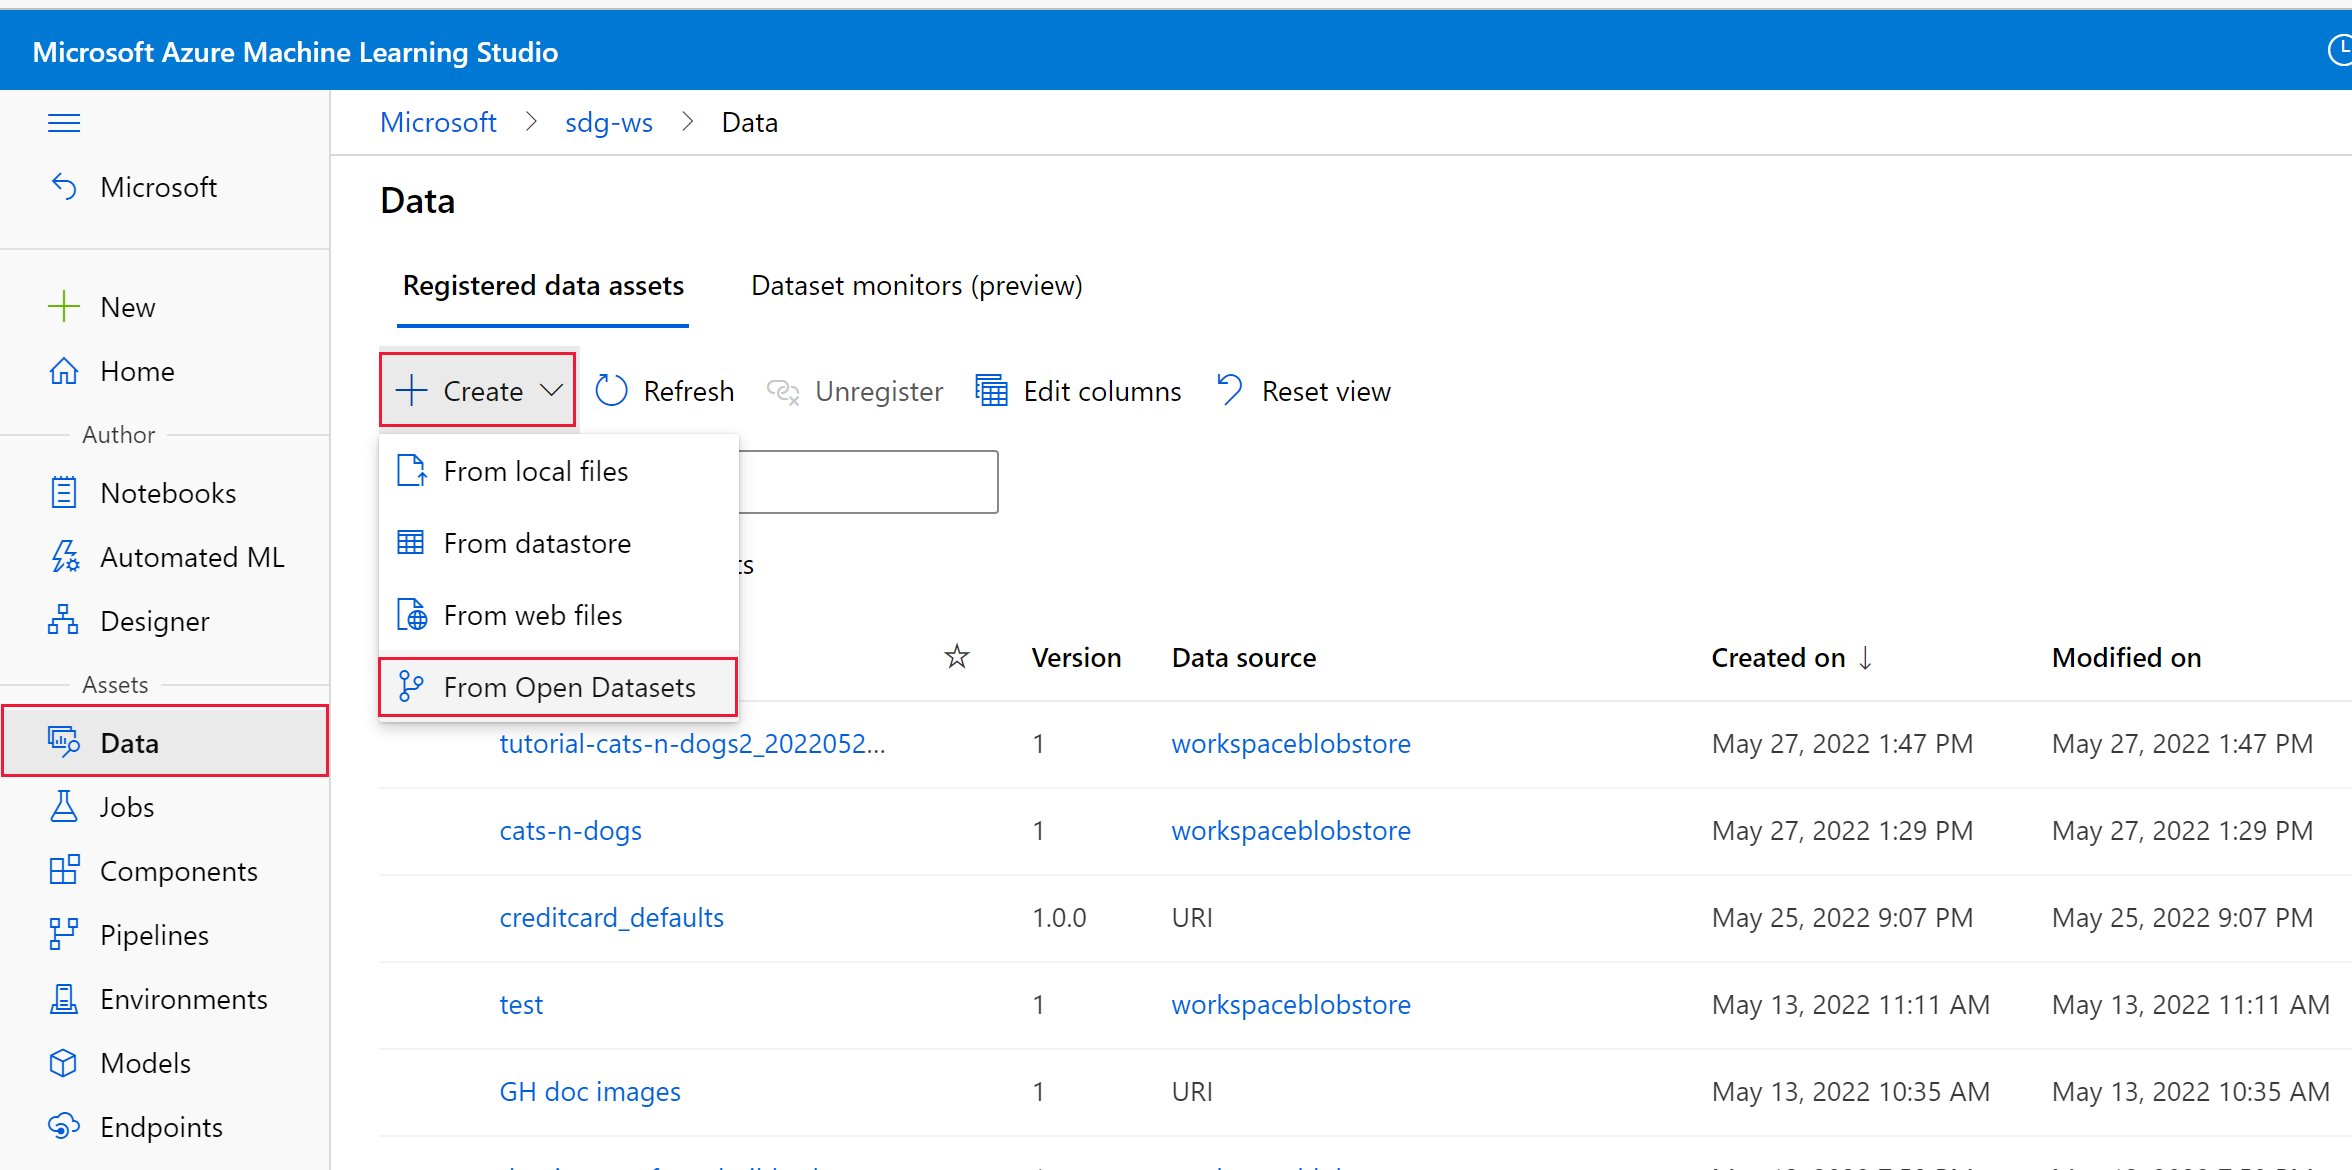 Microsoft Azure Machine Learning Studio
Microsoft
New
Home
Author
Notebooks
Automated ML
Designer
Assets
Data
Jobs
Components
Pipelines
Environments
Models
Endpoints
Microsoft > sdg-ws > Data
Data
Registered data assets Dataset monitors (preview)
Create Refresh Unregister Edit columns Reset view
From local files
From datastore
From web files
From Open Datasets
Version Data source Created on ↓ Modified on
tutorial-cats-n-dogs2_2022052... 1 workspaceblobstore May 27, 2022 1:47 PM May 27, 2022 1:47 PM
cats-n-dogs 1 workspaceblobstore May 27, 2022 1:29 PM May 27, 2022 1:29 PM
creditcard_defaults 1.0.0 URI May 25, 2022 9:07 PM May 25, 2022 9:07 PM
test 1 workspaceblobstore May 13, 2022 11:11 AM May 13, 2022 11:11 AM
GH doc images 1 URI May 13, 2022 10:35 AM May 13, 2022 10:35 AM